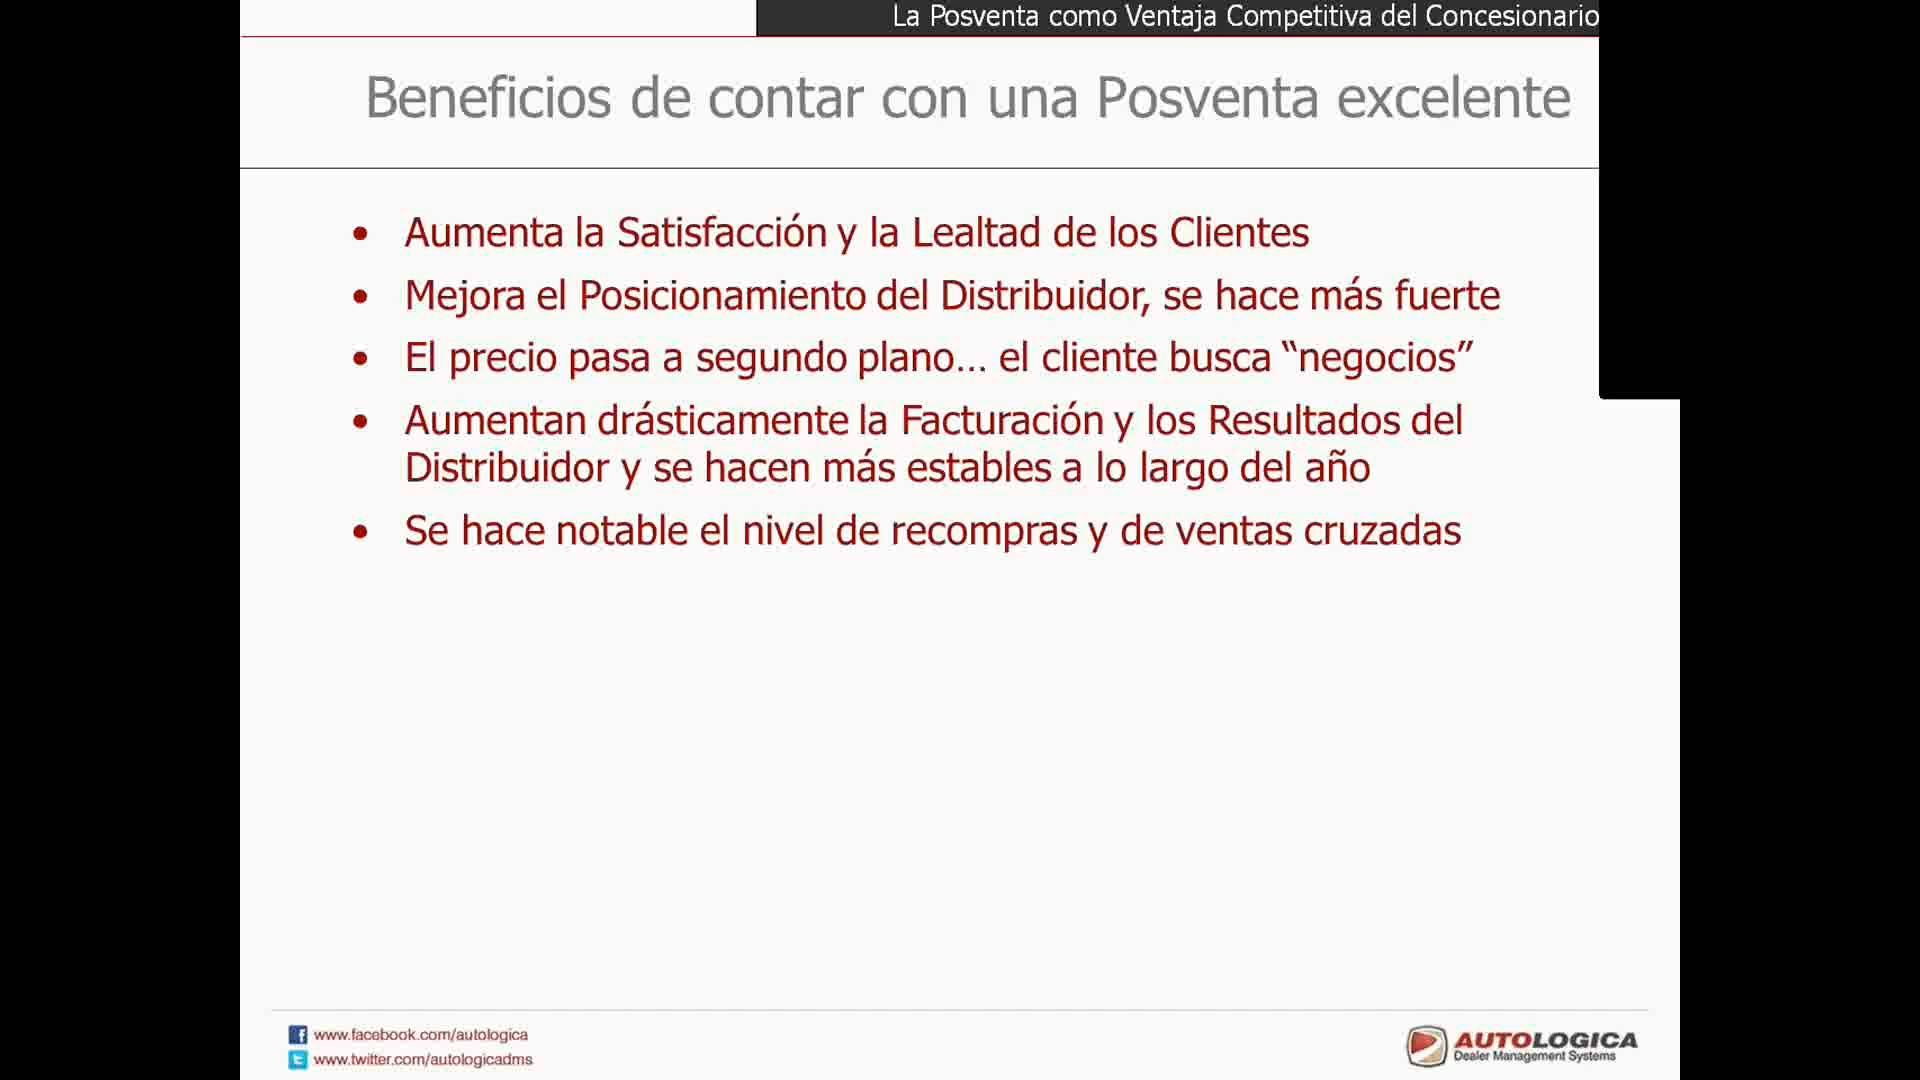 La Posventa como Ventaja Competitiva del Concesionario
Beneficios de contar con una Posventa excelente
• Aumenta la Satisfacción y la Lealtad de los Clientes
• Mejora el Posicionamiento del Distribuidor, se hace más fuerte
• El precio pasa a segundo plano... el cliente busca “negocios”
• Aumentan drásticamente la Facturación y los Resultados del
Distribuidor y se hacen más estables a lo largo del año
• Se hace notable el nivel de recompras y de ventas cruzadas
www.facebook.com/autologica
www.twitter.com/autologicadms
AUTOLOGICA
Dealer Management Systems